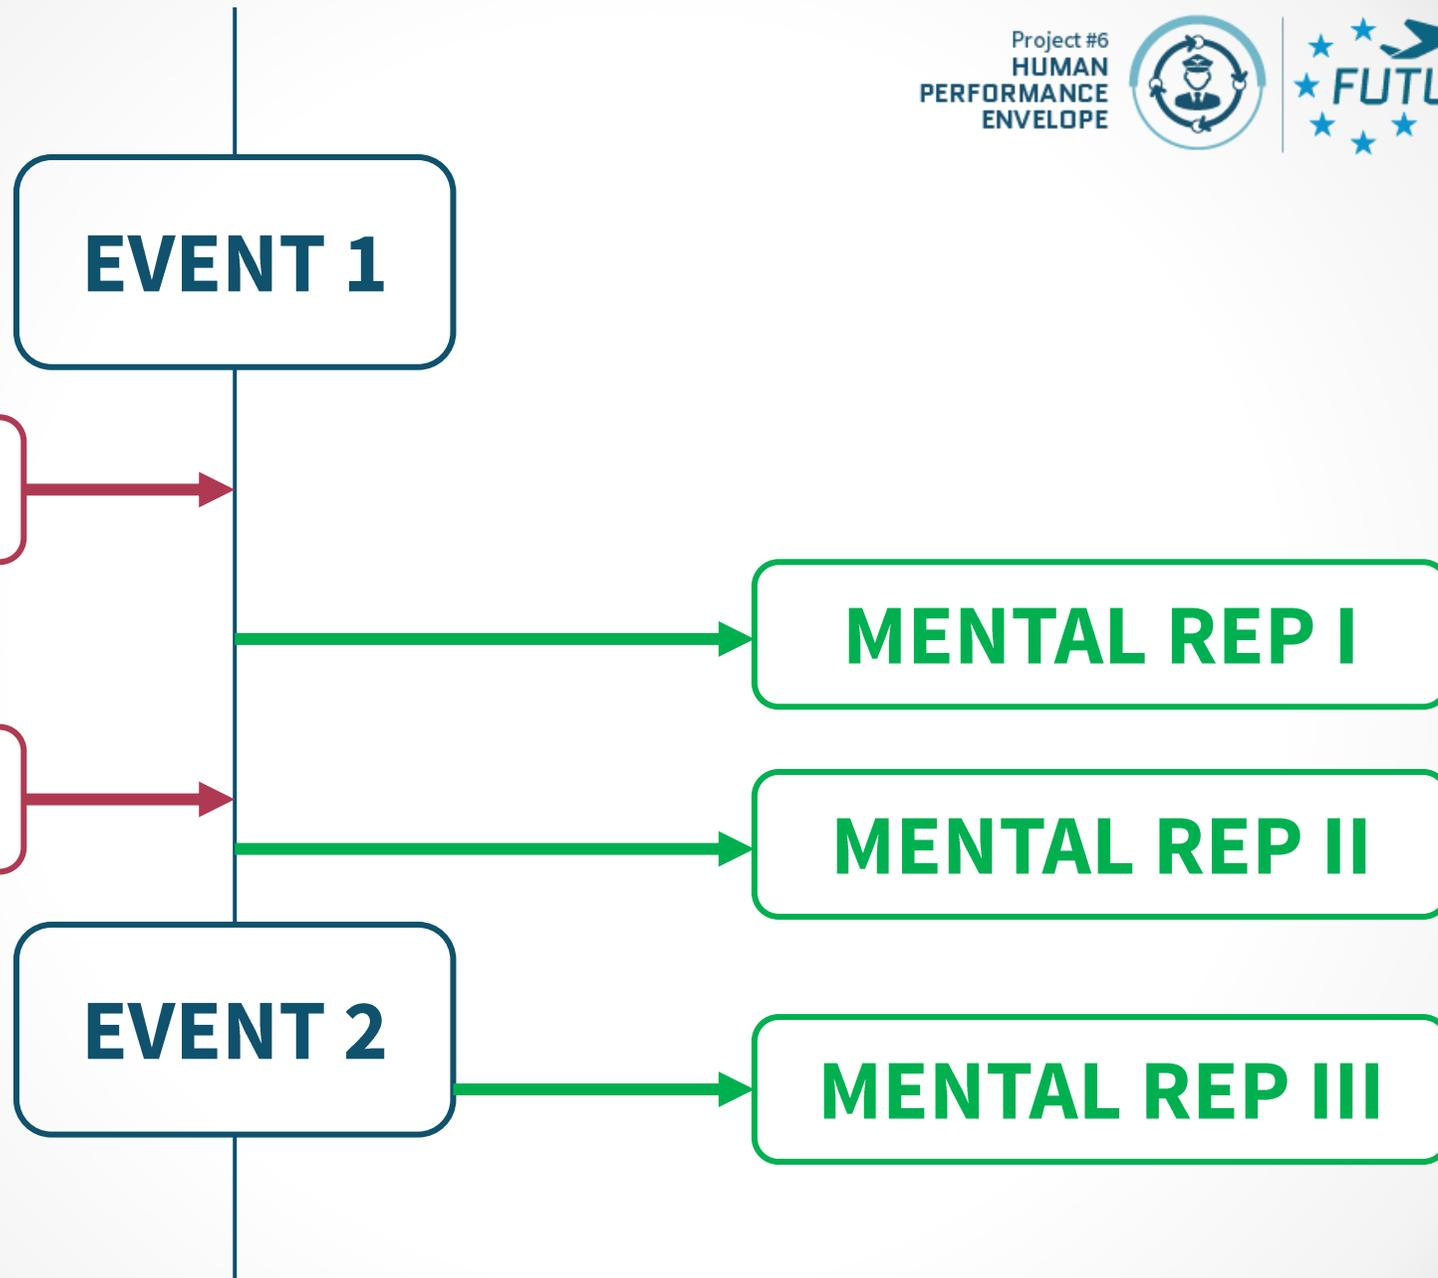 Project #6
HUMAN
PERFORMANCE
ENVELOPE
EVENT 1
MENTAL REP I
MENTAL REP II
EVENT 2
MENTAL REP III